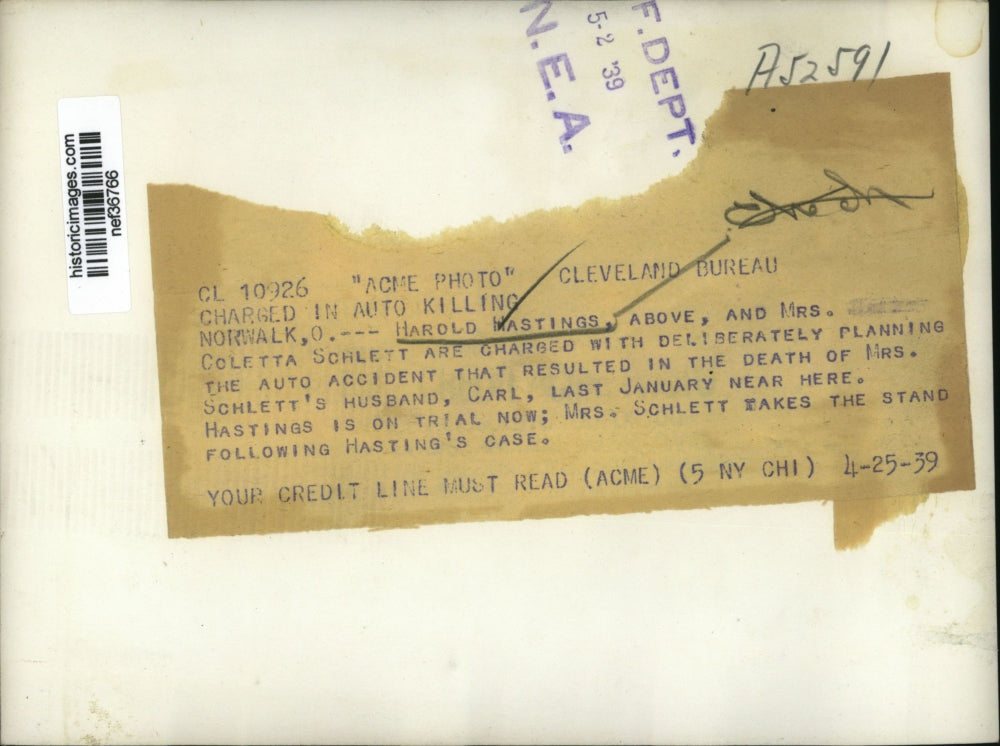 F. DEPT.
5-2 '39
N.E.A.
A52591
historicimages.com
nef36766
CL 10926 "ACME PHOTO" CLEVELAND BUREAU
CHARGED IN AUTO KILLING
NORWALK,O.--- HAROLD HASTINGS, ABOVE, AND MRS.
COLETTA SCHLETT ARE CHARGED WITH DELIBERATELY PLANNING
THE AUTO ACCIDENT THAT RESULTED IN THE DEATH OF MRS.
SCHLETT'S HUSBAND, CARL, LAST JANUARY NEAR HERE.
HASTINGS IS ON TRIAL NOW; MRS. SCHLETT TAKES THE STAND
FOLLOWING HASTING'S CASE.
YOUR CREDIT LINE MUST READ (ACME) (5 NY CHI) 4-25-39